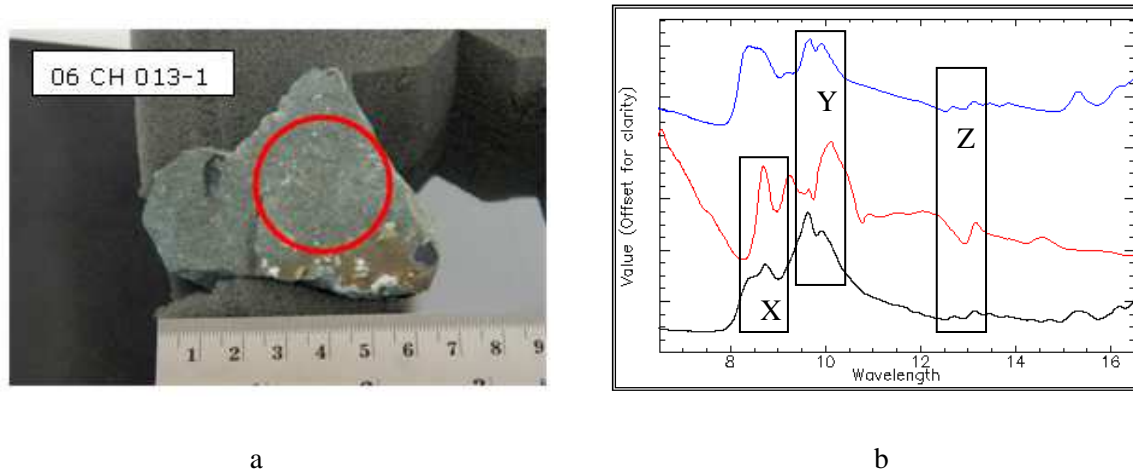 06 CH 013-1
1 2 3 4 5 6 7 8 9
a
Value (Offset for clarity)
X
Y
Z
8 10 12 14 16
Wavelength
b